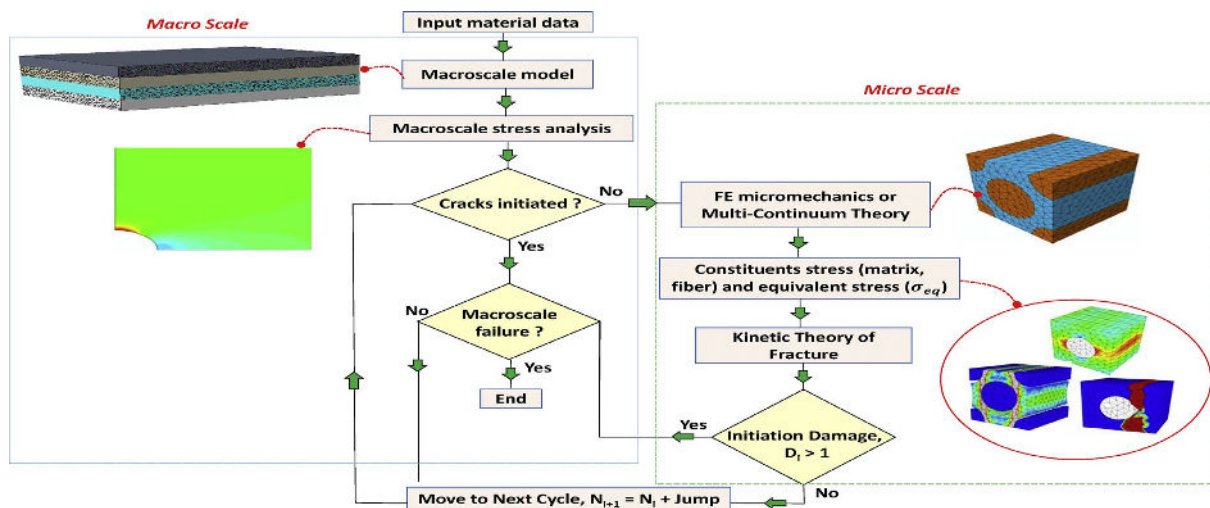 Macro Scale
Input material data
Macroscale model
Macroscale stress analysis
Micro Scale
Cracks initiated ?
No
FE micromechanics or
Multi-Continuum Theory
Yes
Constituents stress (matrix,
fiber) and equivalent stress (σeq)
No
Macroscale
failure ?
Kinetic Theory of
Fracture
Yes
End
Yes
Initiation Damage,
DI > 1
No
Move to Next Cycle, NI+1 = NI + Jump